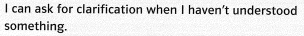 I can ask for clarification when I haven't understood
something.